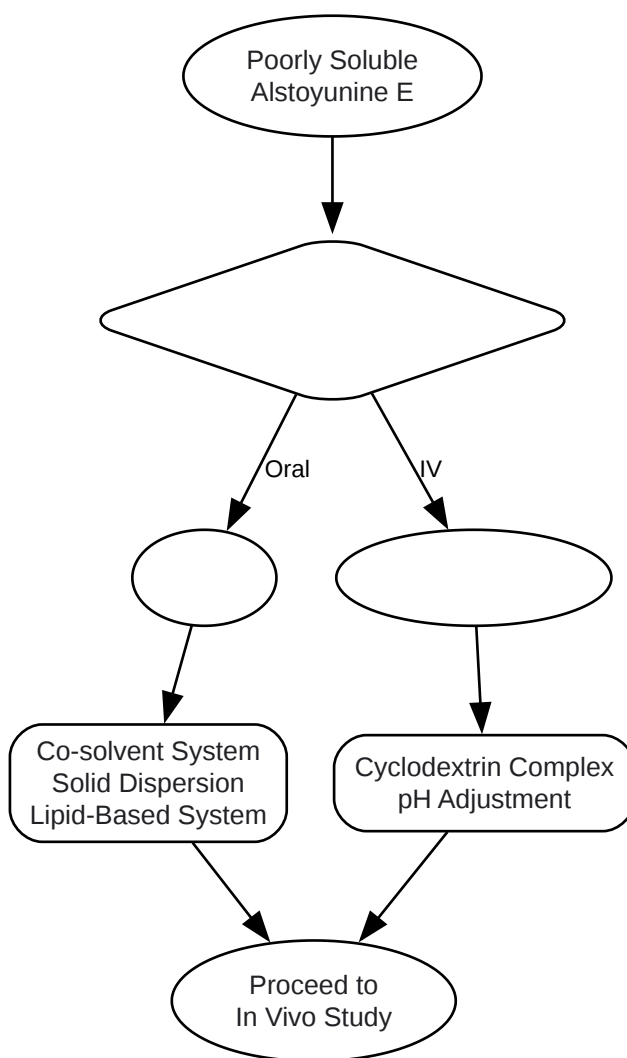 Poorly Soluble
Alstoyunine E
Oral
IV
Co-solvent System
Solid Dispersion
Lipid-Based System
Cyclodextrin Complex
pH Adjustment
Proceed to
In Vivo Study